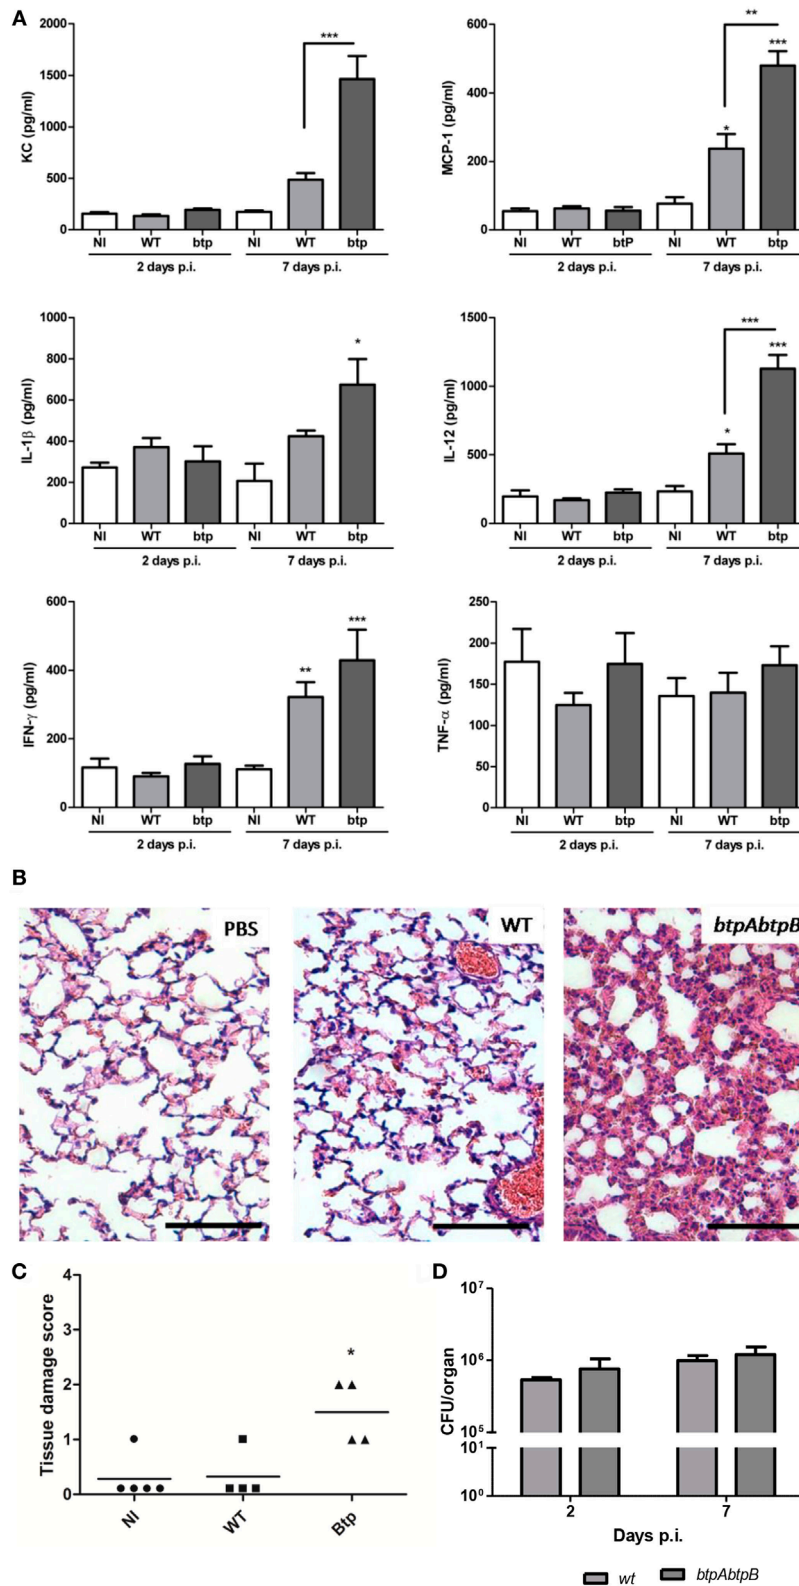 A
KC (pg/ml)
2000
1500
1000
500
0
***
NI WT btp NI WT btp
2 days p.i. 7 days p.i.
MCP-1 (pg/ml)
600
400
200
0
**
***
*
NI WT btP NI WT btp
2 days p.i. 7 days p.i.
IL-1β (pg/ml)
1000
800
600
400
200
0
*
NI WT btp NI WT btp
2 days p.i. 7 days p.i.
IL-12 (pg/ml)
1500
1000
500
0
***
***
*
NI WT btp NI WT btp
2 days p.i. 7 days p.i.
IFN-γ (pg/ml)
600
400
200
0
***
**
NI WT btp NI WT btp
2 days p.i. 7 days p.i.
TNF-α (pg/ml)
250
200
150
100
50
0
NI WT btp NI WT btp
2 days p.i. 7 days p.i.
B
PBS
WT
btpAbtpB
C
Tissue damage score
4
3
2
1
0
*
NI WT Btp
D
CFU/organ
10⁷
10⁶
10⁵
10¹
10⁰
2 7
Days p.i.
wt btpAbtpB